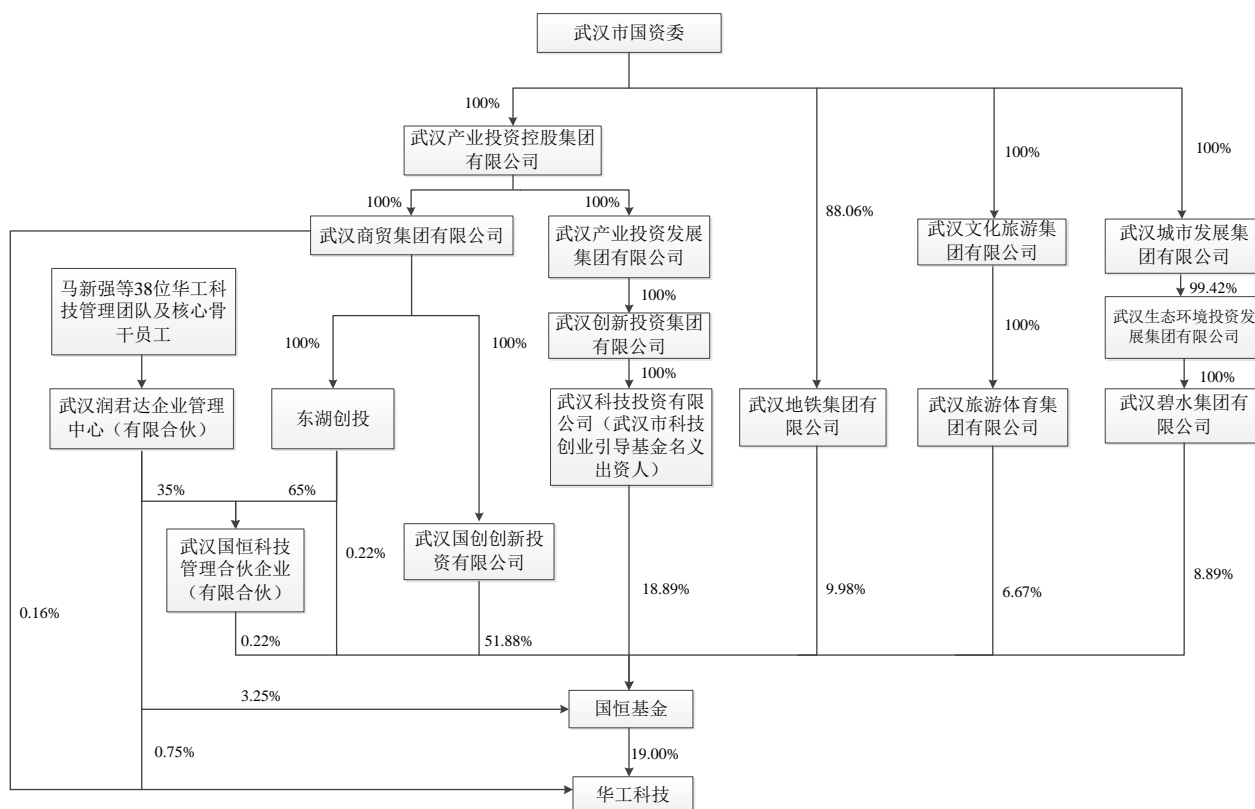 武汉市国资委
100%
武汉产业投资控股集团
有限公司
100%
100%
100%
100%
88.06%
武汉商贸集团有限公司
武汉产业投资发展
集团有限公司
武汉文化旅游集
团有限公司
武汉城市发展集
团有限公司
99.42%
马新强等38位华工科
技管理团队及核心骨
干员工
100%
武汉创新投资集团
有限公司
武汉生态环境投资发
展集团有限公司
100%
100%
100%
100%
100%
武汉润君达企业管理
中心（有限合伙）
东湖创投
武汉科技投资有限
公司（武汉市科技
创业引导基金名义
出资人）
武汉地铁集团有
限公司
武汉旅游体育集
团有限公司
武汉碧水集团有
限公司
35%
65%
武汉国恒科技
管理合伙企业
（有限合伙）
0.22%
武汉国创创新投
资有限公司
0.16%
18.89%
9.98%
6.67%
8.89%
0.22%
51.88%
3.25%
国恒基金
0.75%
19.00%
华工科技